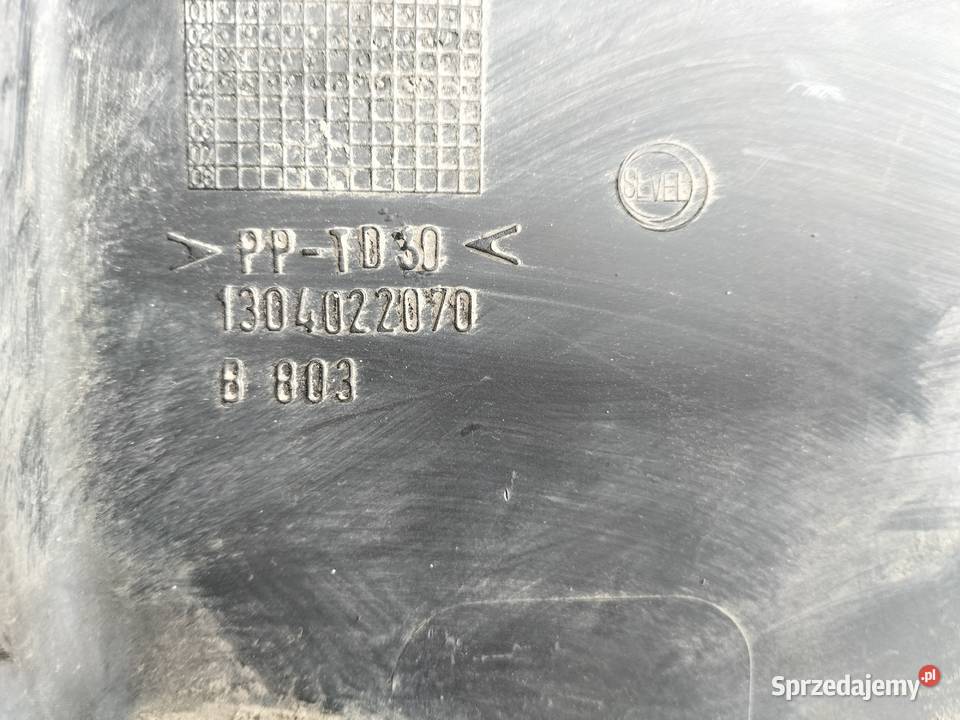 SEVEL
>PP-TD30<
1304022070
B 803
Sprzedajemy.pl